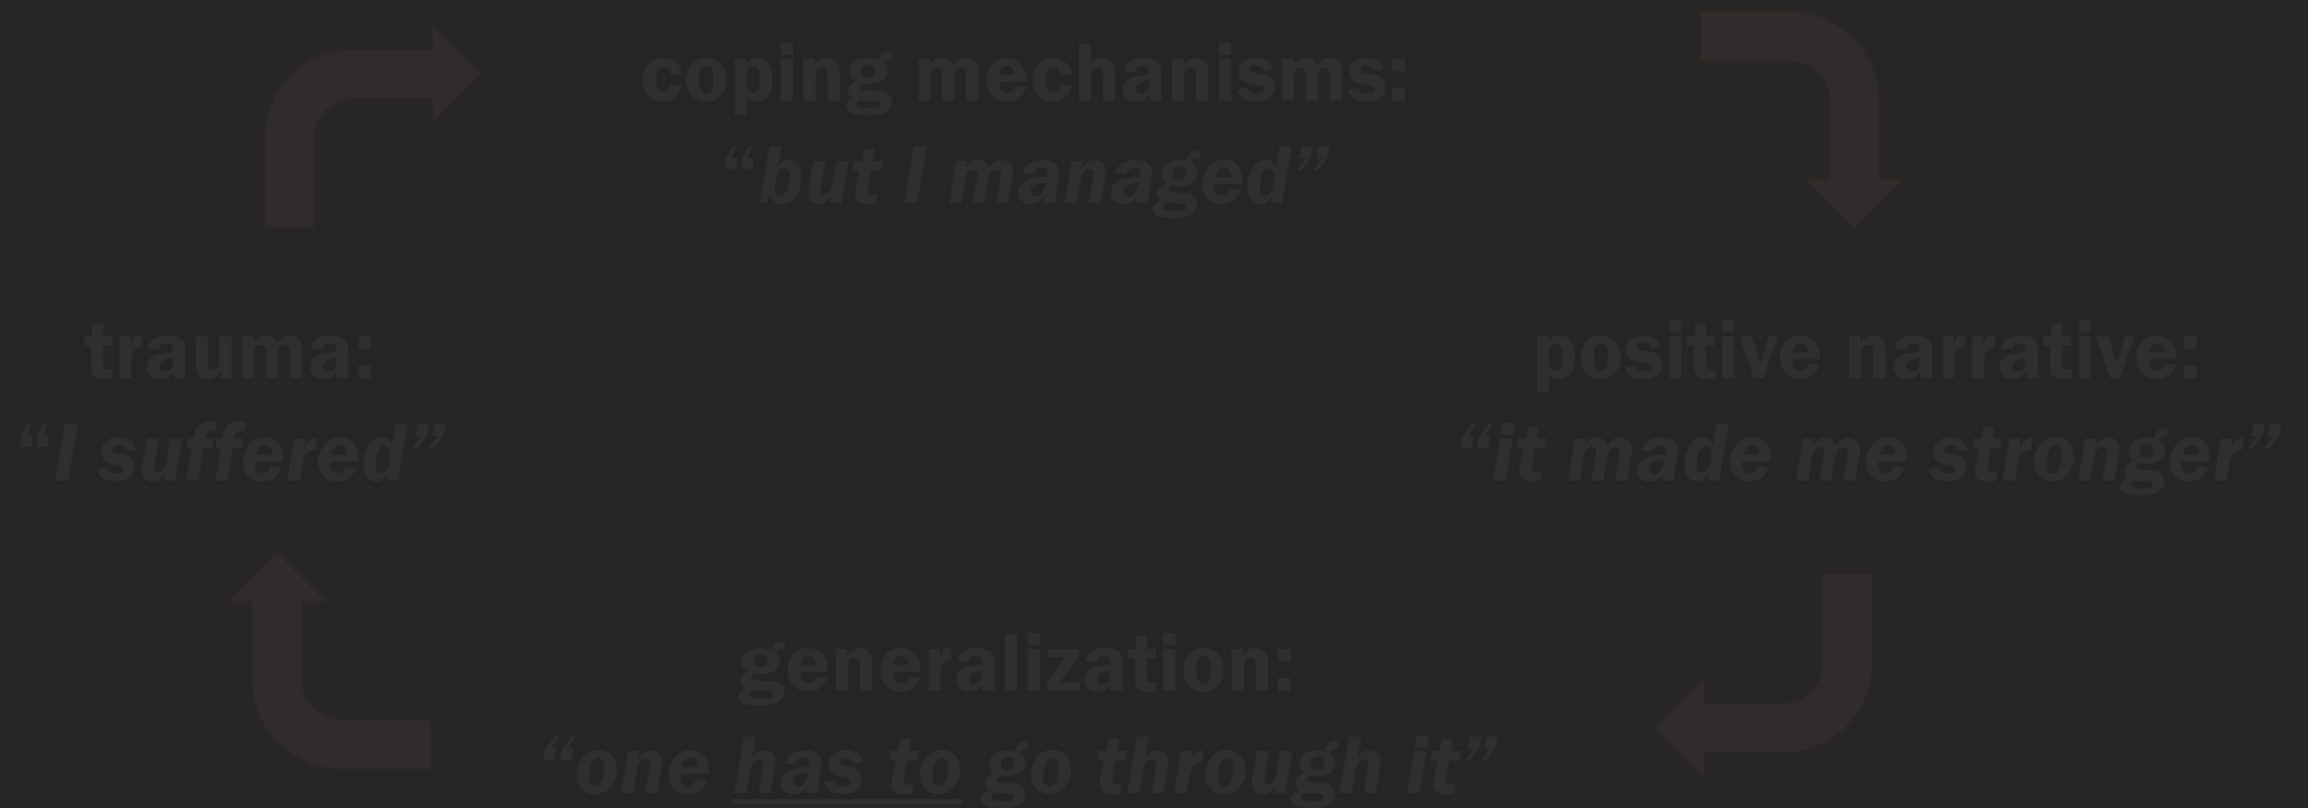 coping mechanisms:
“but I managed”
trauma:
“I suffered”
positive narrative:
“it made me stronger”
generalization:
“one has to go through it”